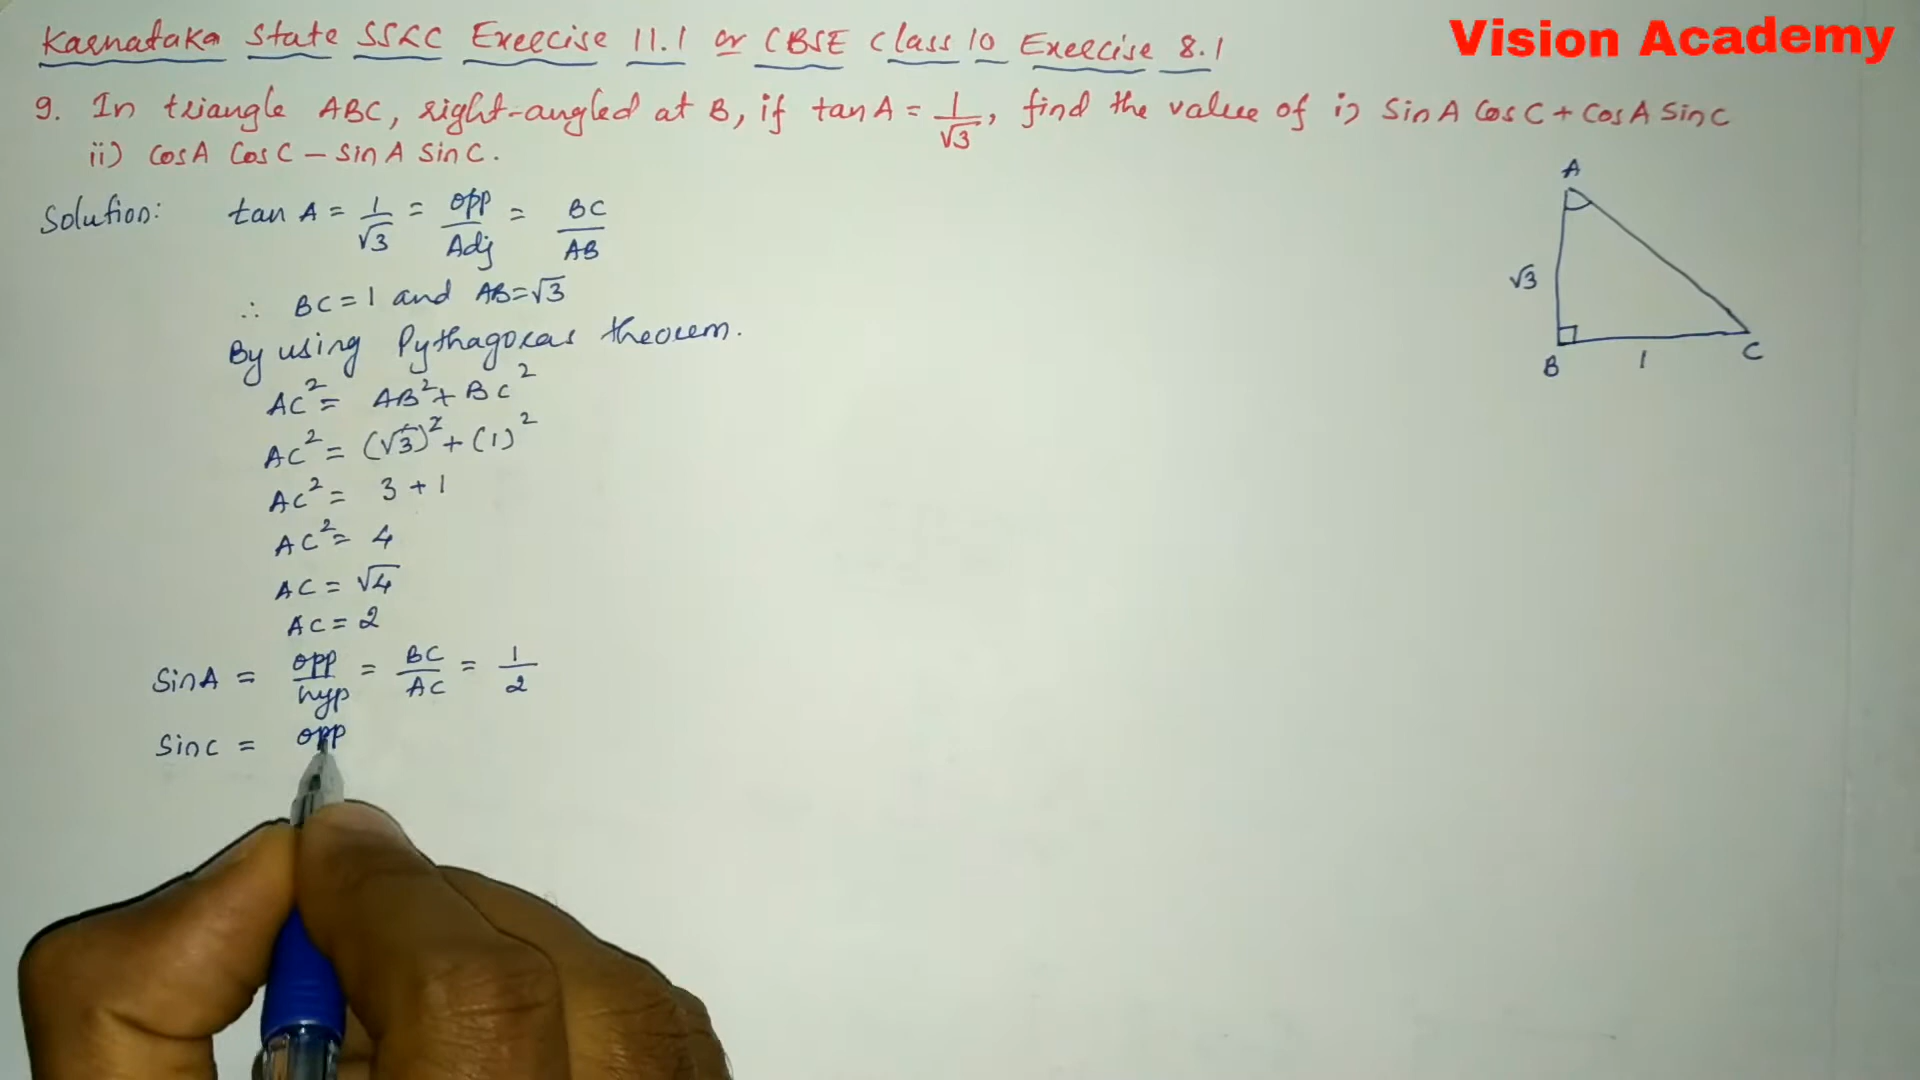 Karnataka State SSLC Exercise 11.1 or CBSE Class 10 Exercise 8.1
Vision Academy
9. In triangle ABC, right-angled at B, if tan A = 1/√3, find the value of i) Sin A Cos C + Cos A Sin C
ii) Cos A Cos C – Sin A Sin C.
Solution: tan A = 1/√3 = opp/Adj = BC/AB
∴ BC = 1 and AB = √3
By using Pythagoras theorem.
AC² = AB² + BC²
AC² = (√3)² + (1)²
AC² = 3 + 1
AC² = 4
AC = √4
AC = 2
Sin A = opp/hyp = BC/AC = 1/2
Sin C = opp
A
√3
B
1
C